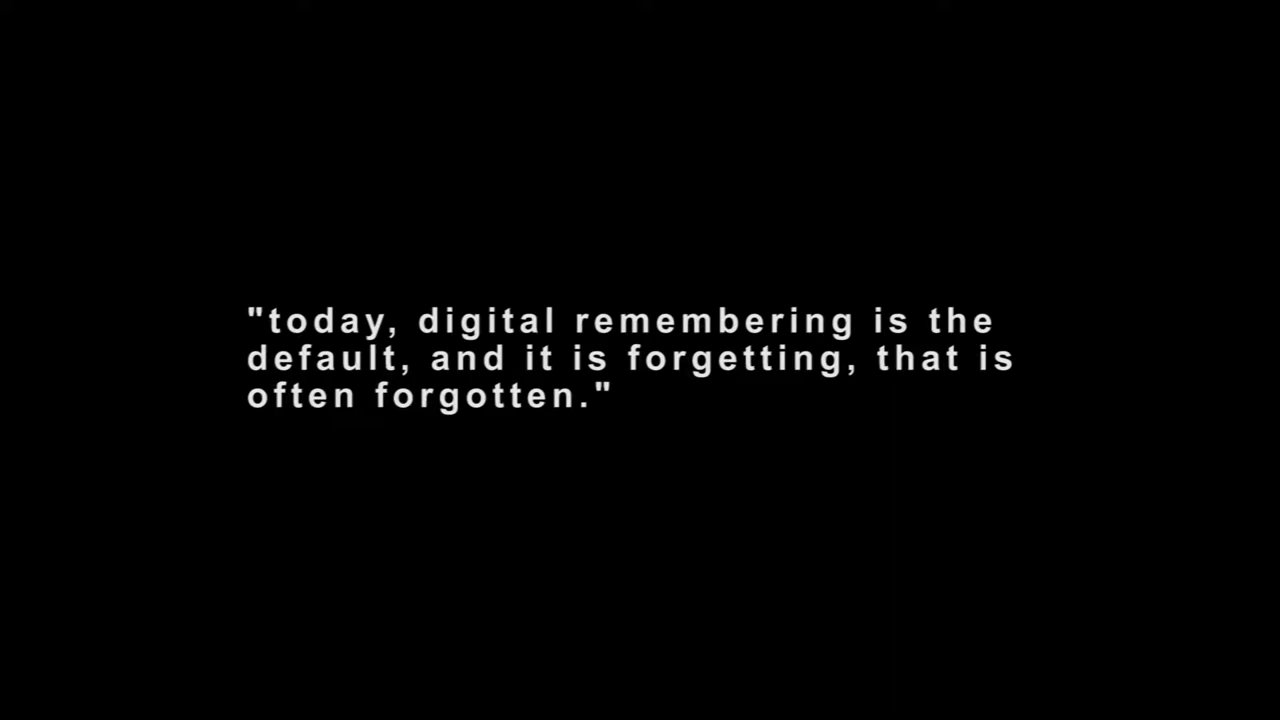 "today, digital remembering is the
default, and it is forgetting, that is
often forgotten."